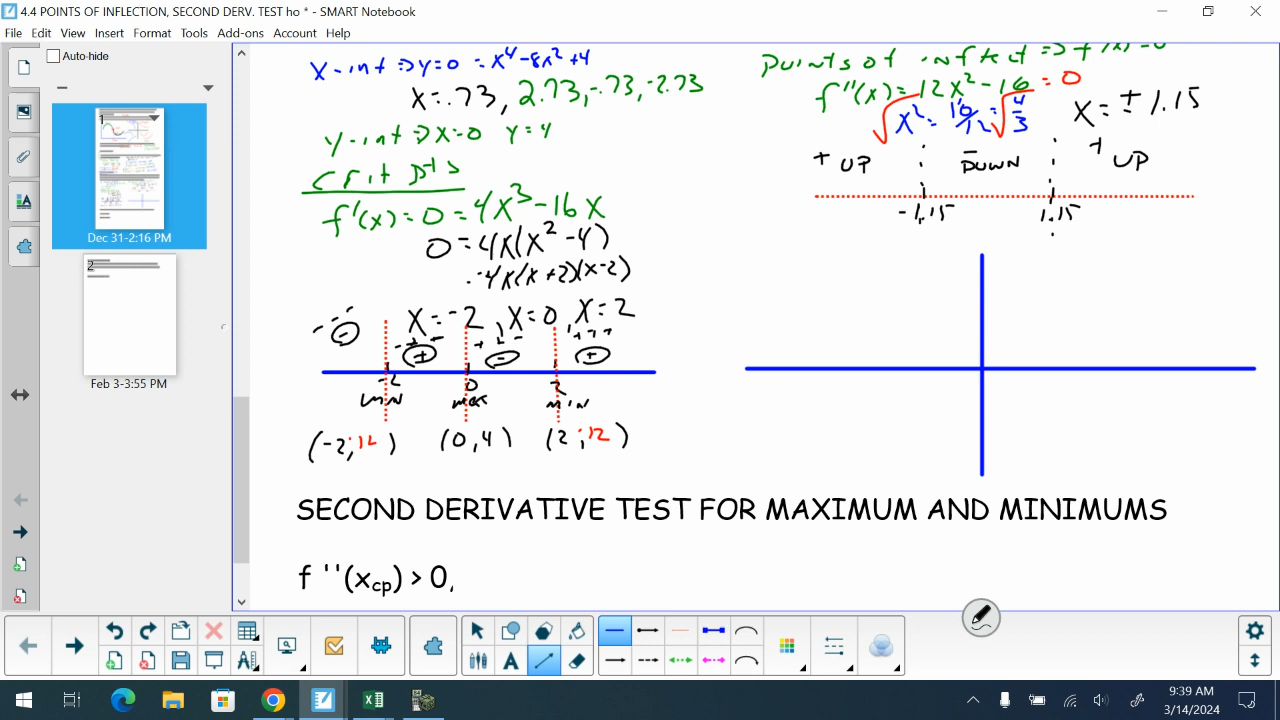 4.4 POINTS OF INFLECTION, SECOND DERV. TEST ho * - SMART Notebook
File Edit View Insert Format Tools Add-ons Account Help
Auto-hide
1
Dec 31-2:16 PM
2
Feb 3-3:55 PM
x-int => y=0 = x⁴-8x²+4
x=.73, 2.73,-.73,-2.73
y-int => x=0 y=4
crit pts
f'(x)=0=4x³-16x
0=4x(x²-4)
4x(x+2)(x-2)
x=-2, x=0, x=2
- - -
- + -
+ + -
+ + +
- + - +
-2 0 2
MIN MAX MIN
(-2,-12) (0,4) (2,-12)
points of inflect => f''(x)=0
f''(x)=12x²-16 =0
√x² = 16/12 = √4/3 x=±1.15
+ UP - DOWN + UP
-1.15 1.15
SECOND DERIVATIVE TEST FOR MAXIMUM AND MINIMUMS
f ''(xcp) > 0,
9:39 AM
3/14/2024